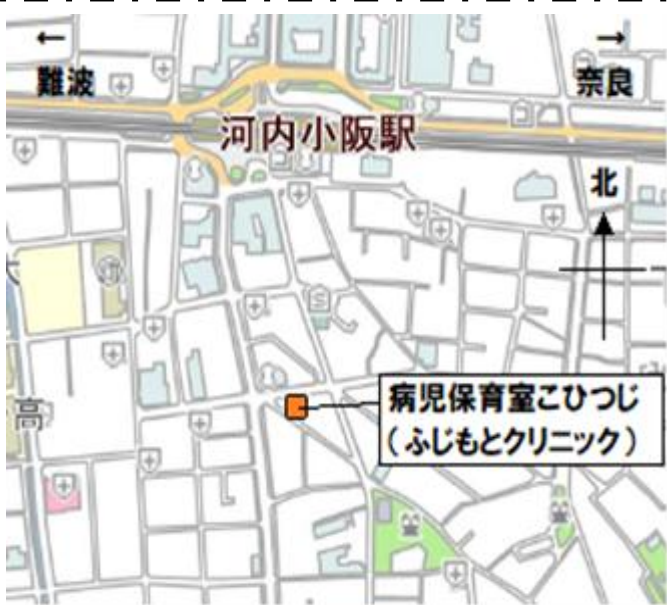 ← →
難波 奈良
河内小阪駅
北
病児保育室こひつじ
（ふじもとクリニック）
高